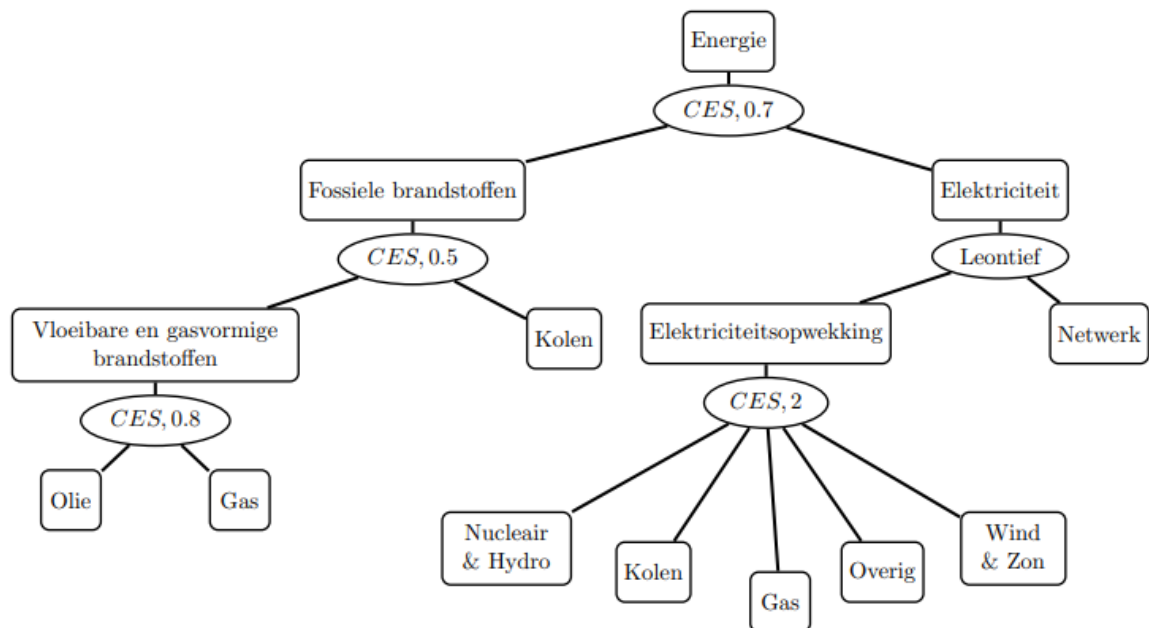 Energie
CES, 0.7
Fossiele brandstoffen
Elektriciteit
CES, 0.5
Leontief
Vloeibare en gasvormige
brandstoffen
Kolen
Elektriciteitsopwekking
Netwerk
CES, 0.8
CES, 2
Olie
Gas
Nucleair
& Hydro
Kolen
Gas
Overig
Wind
& Zon